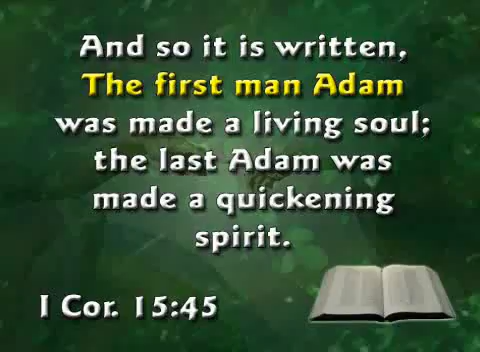 And so it is written,
The first man Adam
was made a living soul;
the last Adam was
made a quickening
spirit.
I Cor. 15:45